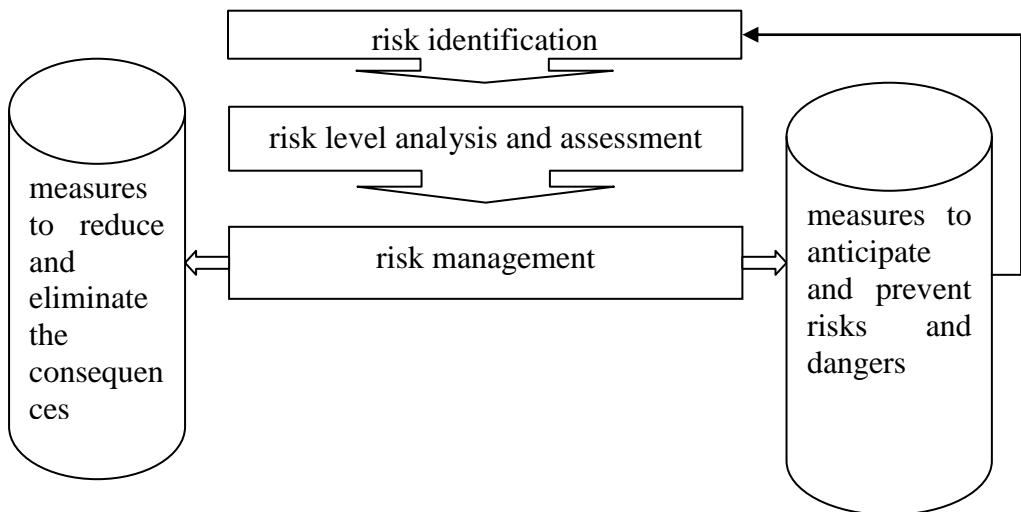 risk identification
risk level analysis and assessment
risk management
measures
to reduce
and
eliminate
the
consequen
ces
measures to
anticipate
and prevent
risks and
dangers